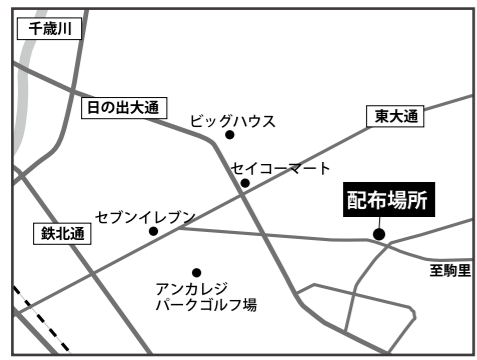 千歳川
日の出大通
ビッグハウス
東大通
セイコーマート
配布場所
セブンイレブン
鉄北通
至駒里
アンカレジ
パークゴルフ場